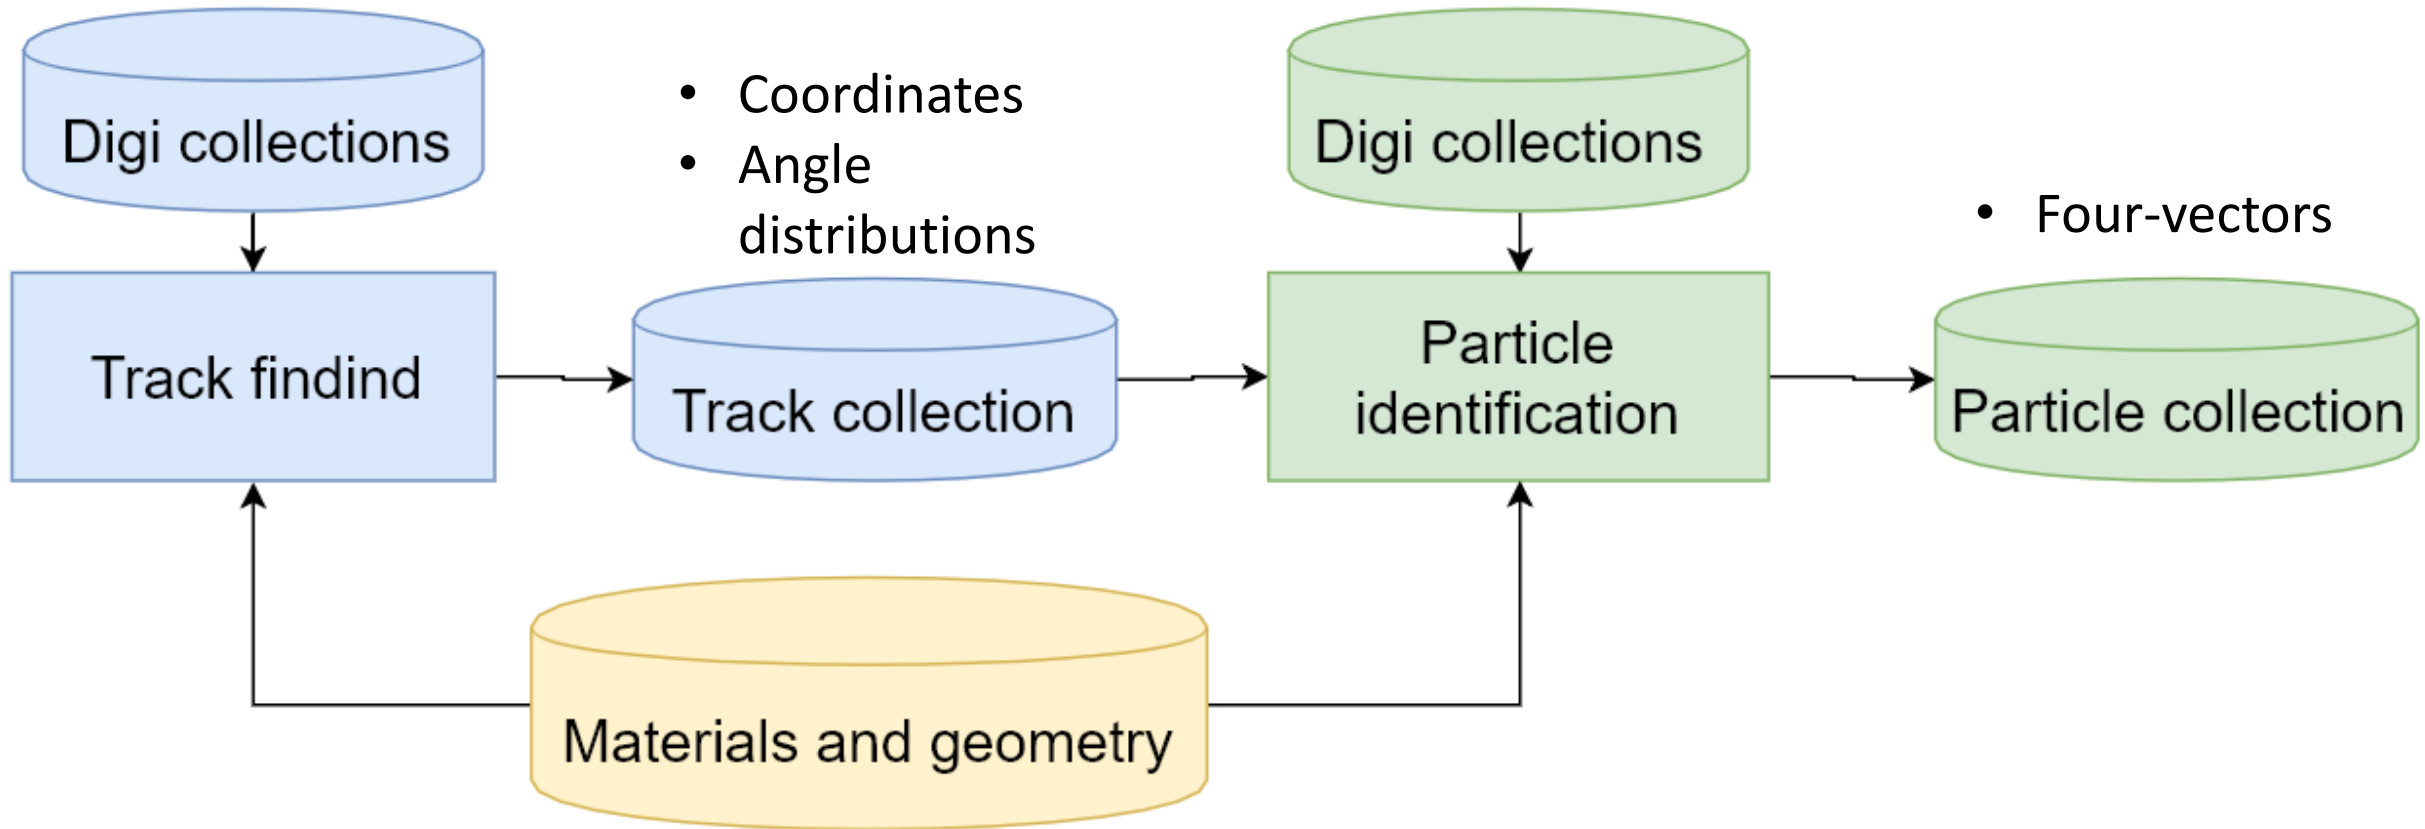 Digi collections
• Coordinates
• Angle
distributions
Digi collections
• Four-vectors
Track findind
Track collection
Particle
identification
Particle collection
Materials and geometry